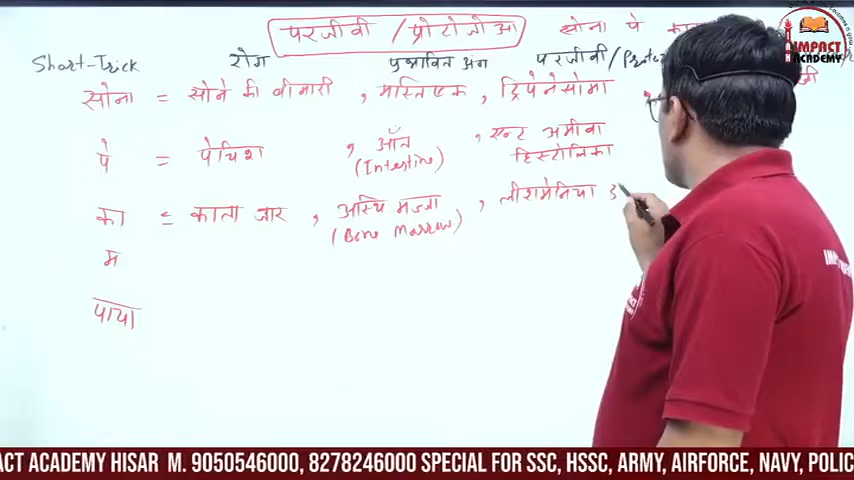 परजीवी / प्रोटोजोआ सोना पे
IMPACT
ACADEMY
Short-Trick रोग प्रभावित अंग परजीवी /
सोना = सोने की बीमारी , मस्तिष्क , ट्रिपेनेसोमा
पे = पेचिश , आँत , एन्ट अमीबा
(Intestine) हिस्टोलिका
का = काला जार , अस्थि मज्जा , लीशमेनिया
(Bone Marrow)
म
पाया
ACT ACADEMY HISAR M. 9050546000, 8278246000 SPECIAL FOR SSC, HSSC, ARMY, AIRFORCE, NAVY, POLIC